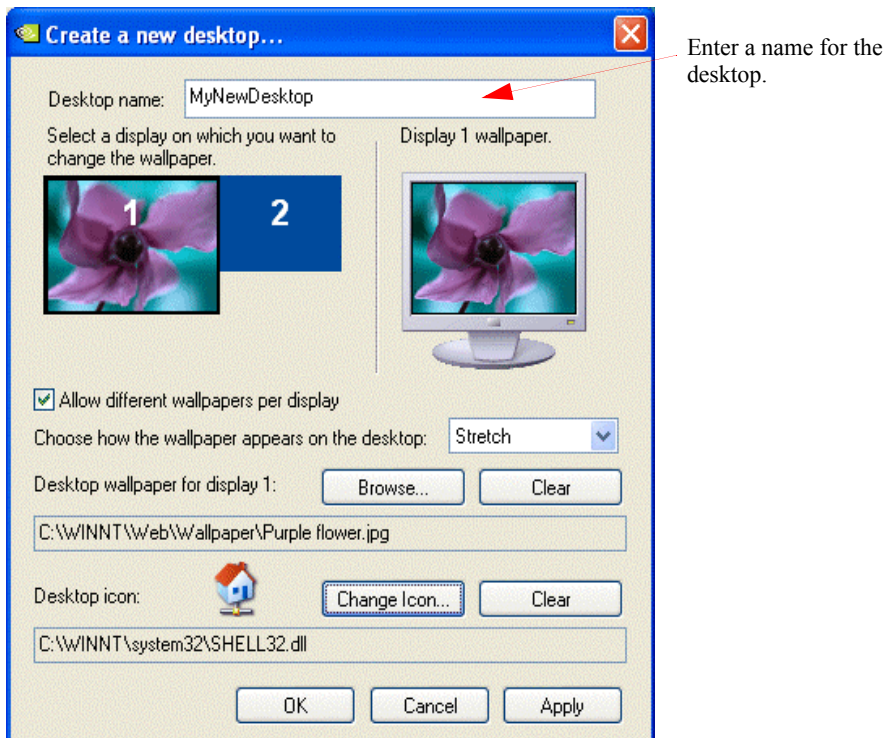 Create a new desktop...
Enter a name for the
desktop.
Desktop name:
MyNewDesktop
Select a display on which you want to
change the wallpaper.
Display 1 wallpaper.
1
2
Allow different wallpapers per display
Choose how the wallpaper appears on the desktop:
Stretch
Desktop wallpaper for display 1:
Browse...
Clear
C:\WINNT\Web\Wallpaper\Purple flower.jpg
Desktop icon:
Change Icon...
Clear
C:\WINNT\system32\SHELL32.dll
OK
Cancel
Apply